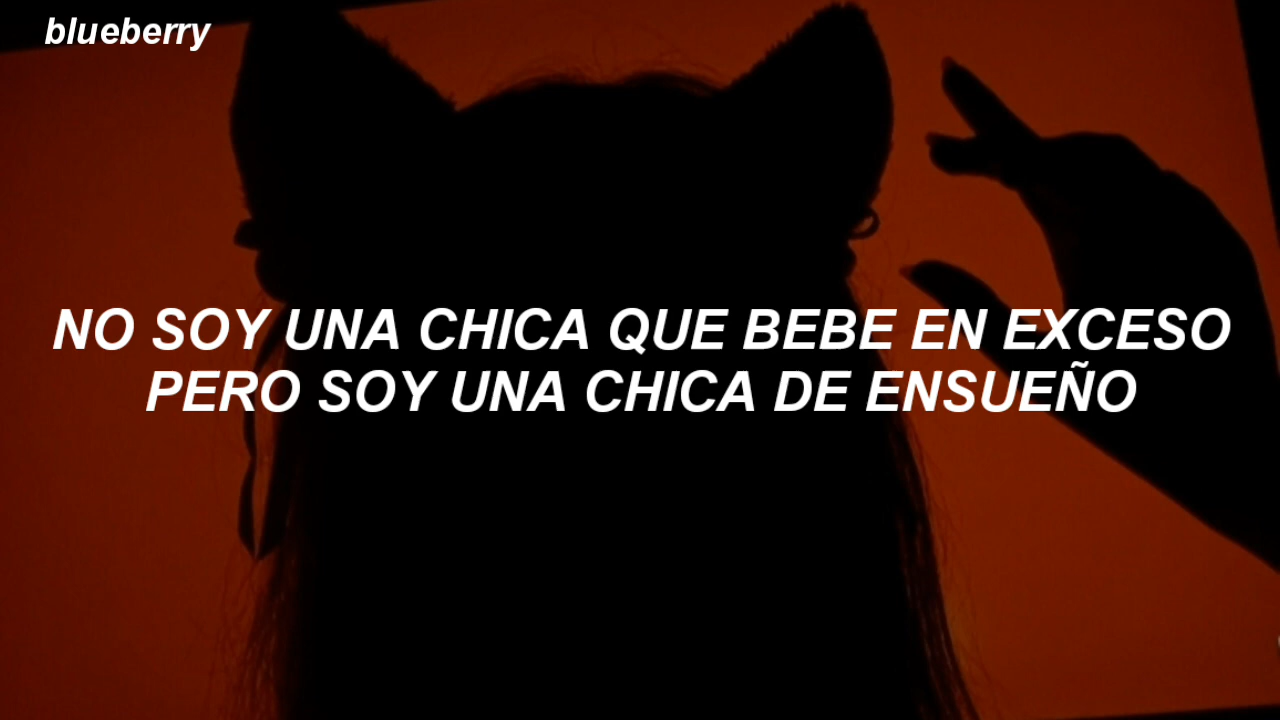 blueberry
NO SOY UNA CHICA QUE BEBE EN EXCESO
PERO SOY UNA CHICA DE ENSUEÑO